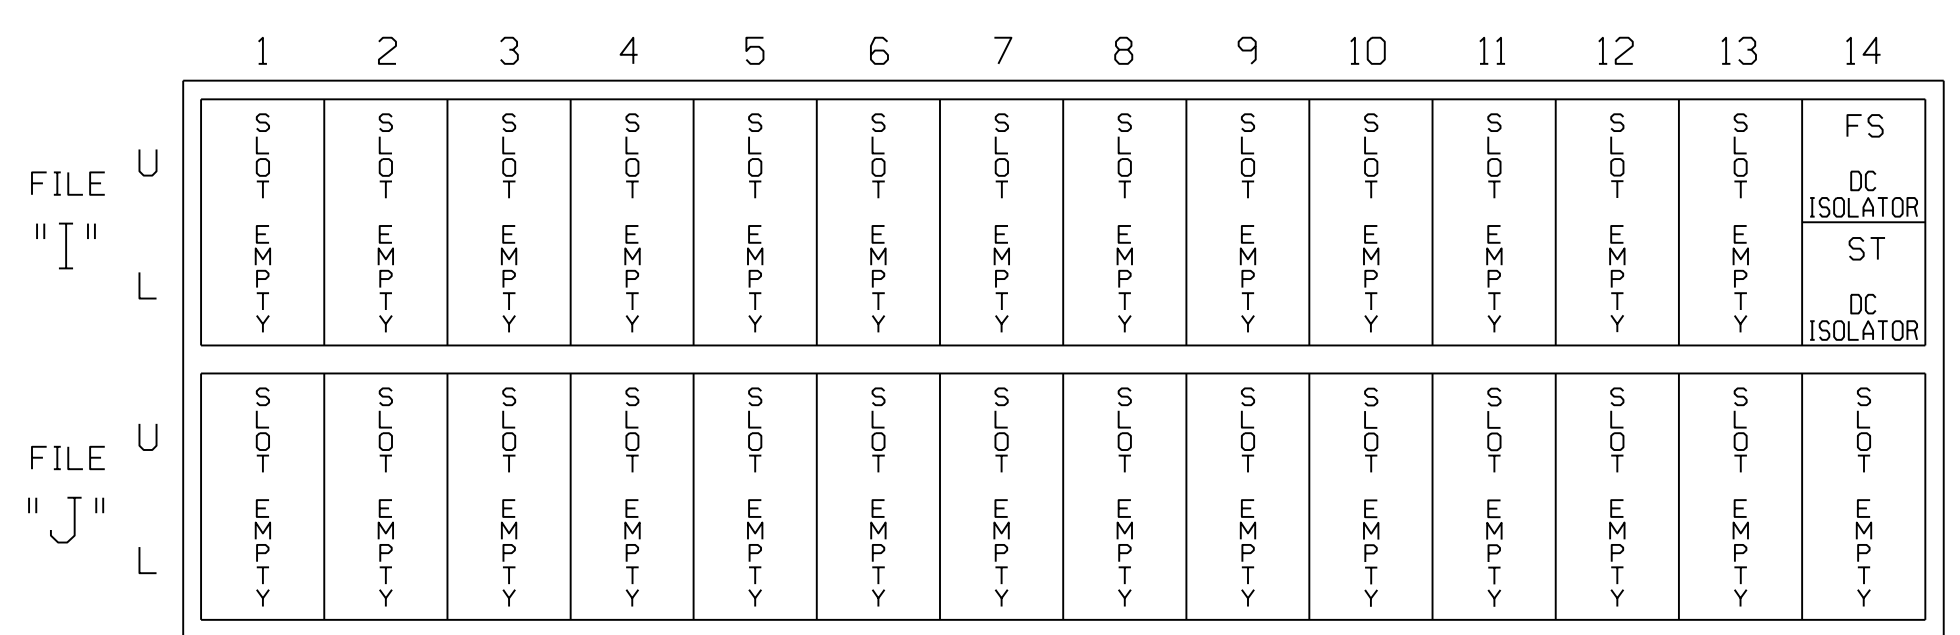 1 2 3 4 5 6 7 8 9 10 11 12 13 14
FILE "I"
U
L
SLOT EMPTY SLOT EMPTY SLOT EMPTY SLOT EMPTY SLOT EMPTY SLOT EMPTY SLOT EMPTY SLOT EMPTY SLOT EMPTY SLOT EMPTY SLOT EMPTY SLOT EMPTY SLOT EMPTY
FS
DC
ISOLATOR
ST
DC
ISOLATOR
FILE "J"
U
L
SLOT EMPTY SLOT EMPTY SLOT EMPTY SLOT EMPTY SLOT EMPTY SLOT EMPTY SLOT EMPTY SLOT EMPTY SLOT EMPTY SLOT EMPTY SLOT EMPTY SLOT EMPTY SLOT EMPTY SLOT EMPTY